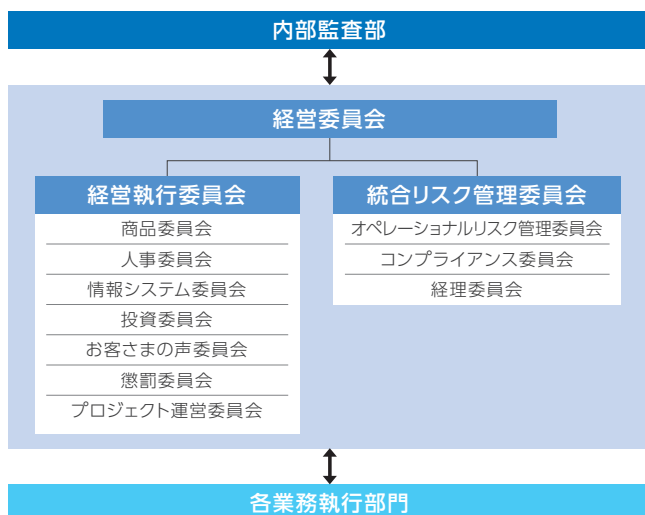 内部監査部
経営委員会
経営執行委員会
商品委員会
人事委員会
情報システム委員会
投資委員会
お客さまの声委員会
懲罰委員会
プロジェクト運営委員会
統合リスク管理委員会
オペレーショナルリスク管理委員会
コンプライアンス委員会
経理委員会
各業務執行部門